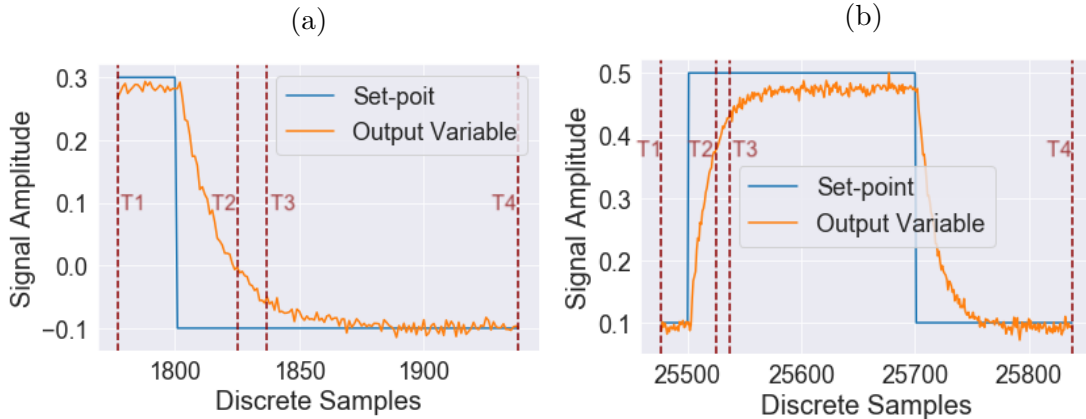 (a)
0.3
0.2
0.1
0.0
−0.1
Signal Amplitude
Set-poit
Output Variable
T1
T2
T3
T4
1800
1850
1900
Discrete Samples
(b)
0.5
0.4
0.3
0.2
0.1
Signal Amplitude
T1
T2
T3
T4
Set-point
Output Variable
25500
25600
25700
25800
Discrete Samples